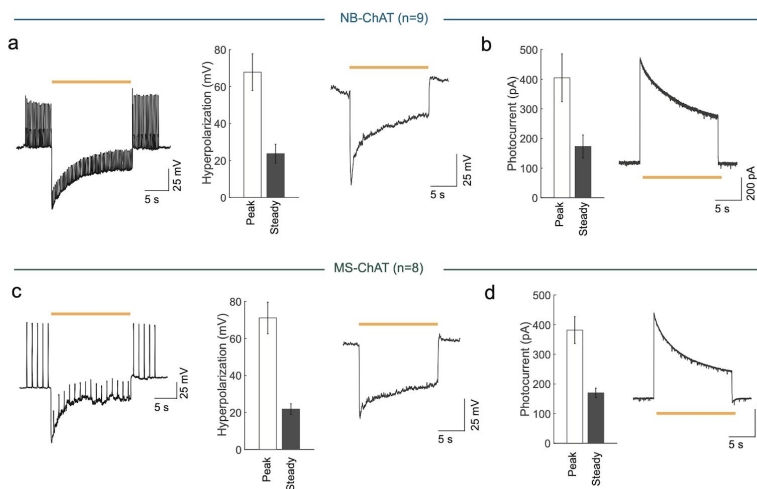 NB-ChAT (n=9)
a
Hyperpolarization (mV)
80
60
40
20
0
Peak
Steady
5 s
25 mV
5 s
25 mV
b
Photocurrent (pA)
500
400
300
200
100
0
Peak
Steady
5 s
200 pA
MS-ChAT (n=8)
c
Hyperpolarization (mV)
80
60
40
20
0
Peak
Steady
5 s
25 mV
5 s
25 mV
d
Photocurrent (pA)
500
400
300
200
100
0
Peak
Steady
5 s